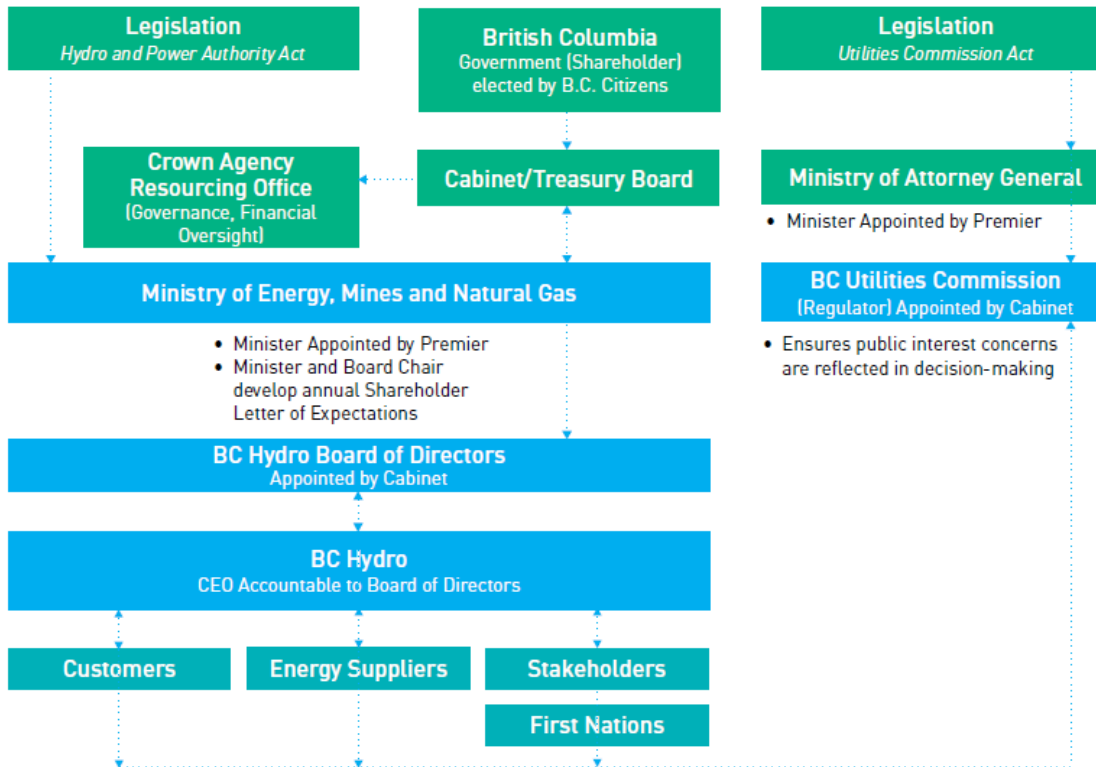 Legislation
Hydro and Power Authority Act
British Columbia
Government (Shareholder)
elected by B.C. Citizens
Legislation
Utilities Commission Act
Crown Agency
Resourcing Office
(Governance, Financial
Oversight)
Cabinet/Treasury Board
Ministry of Attorney General
• Minister Appointed by Premier
Ministry of Energy, Mines and Natural Gas
BC Utilities Commission
(Regulator) Appointed by Cabinet
• Minister Appointed by Premier
• Minister and Board Chair
develop annual Shareholder
Letter of Expectations
• Ensures public interest concerns
are reflected in decision-making
BC Hydro Board of Directors
Appointed by Cabinet
BC Hydro
CEO Accountable to Board of Directors
Customers
Energy Suppliers
Stakeholders
First Nations